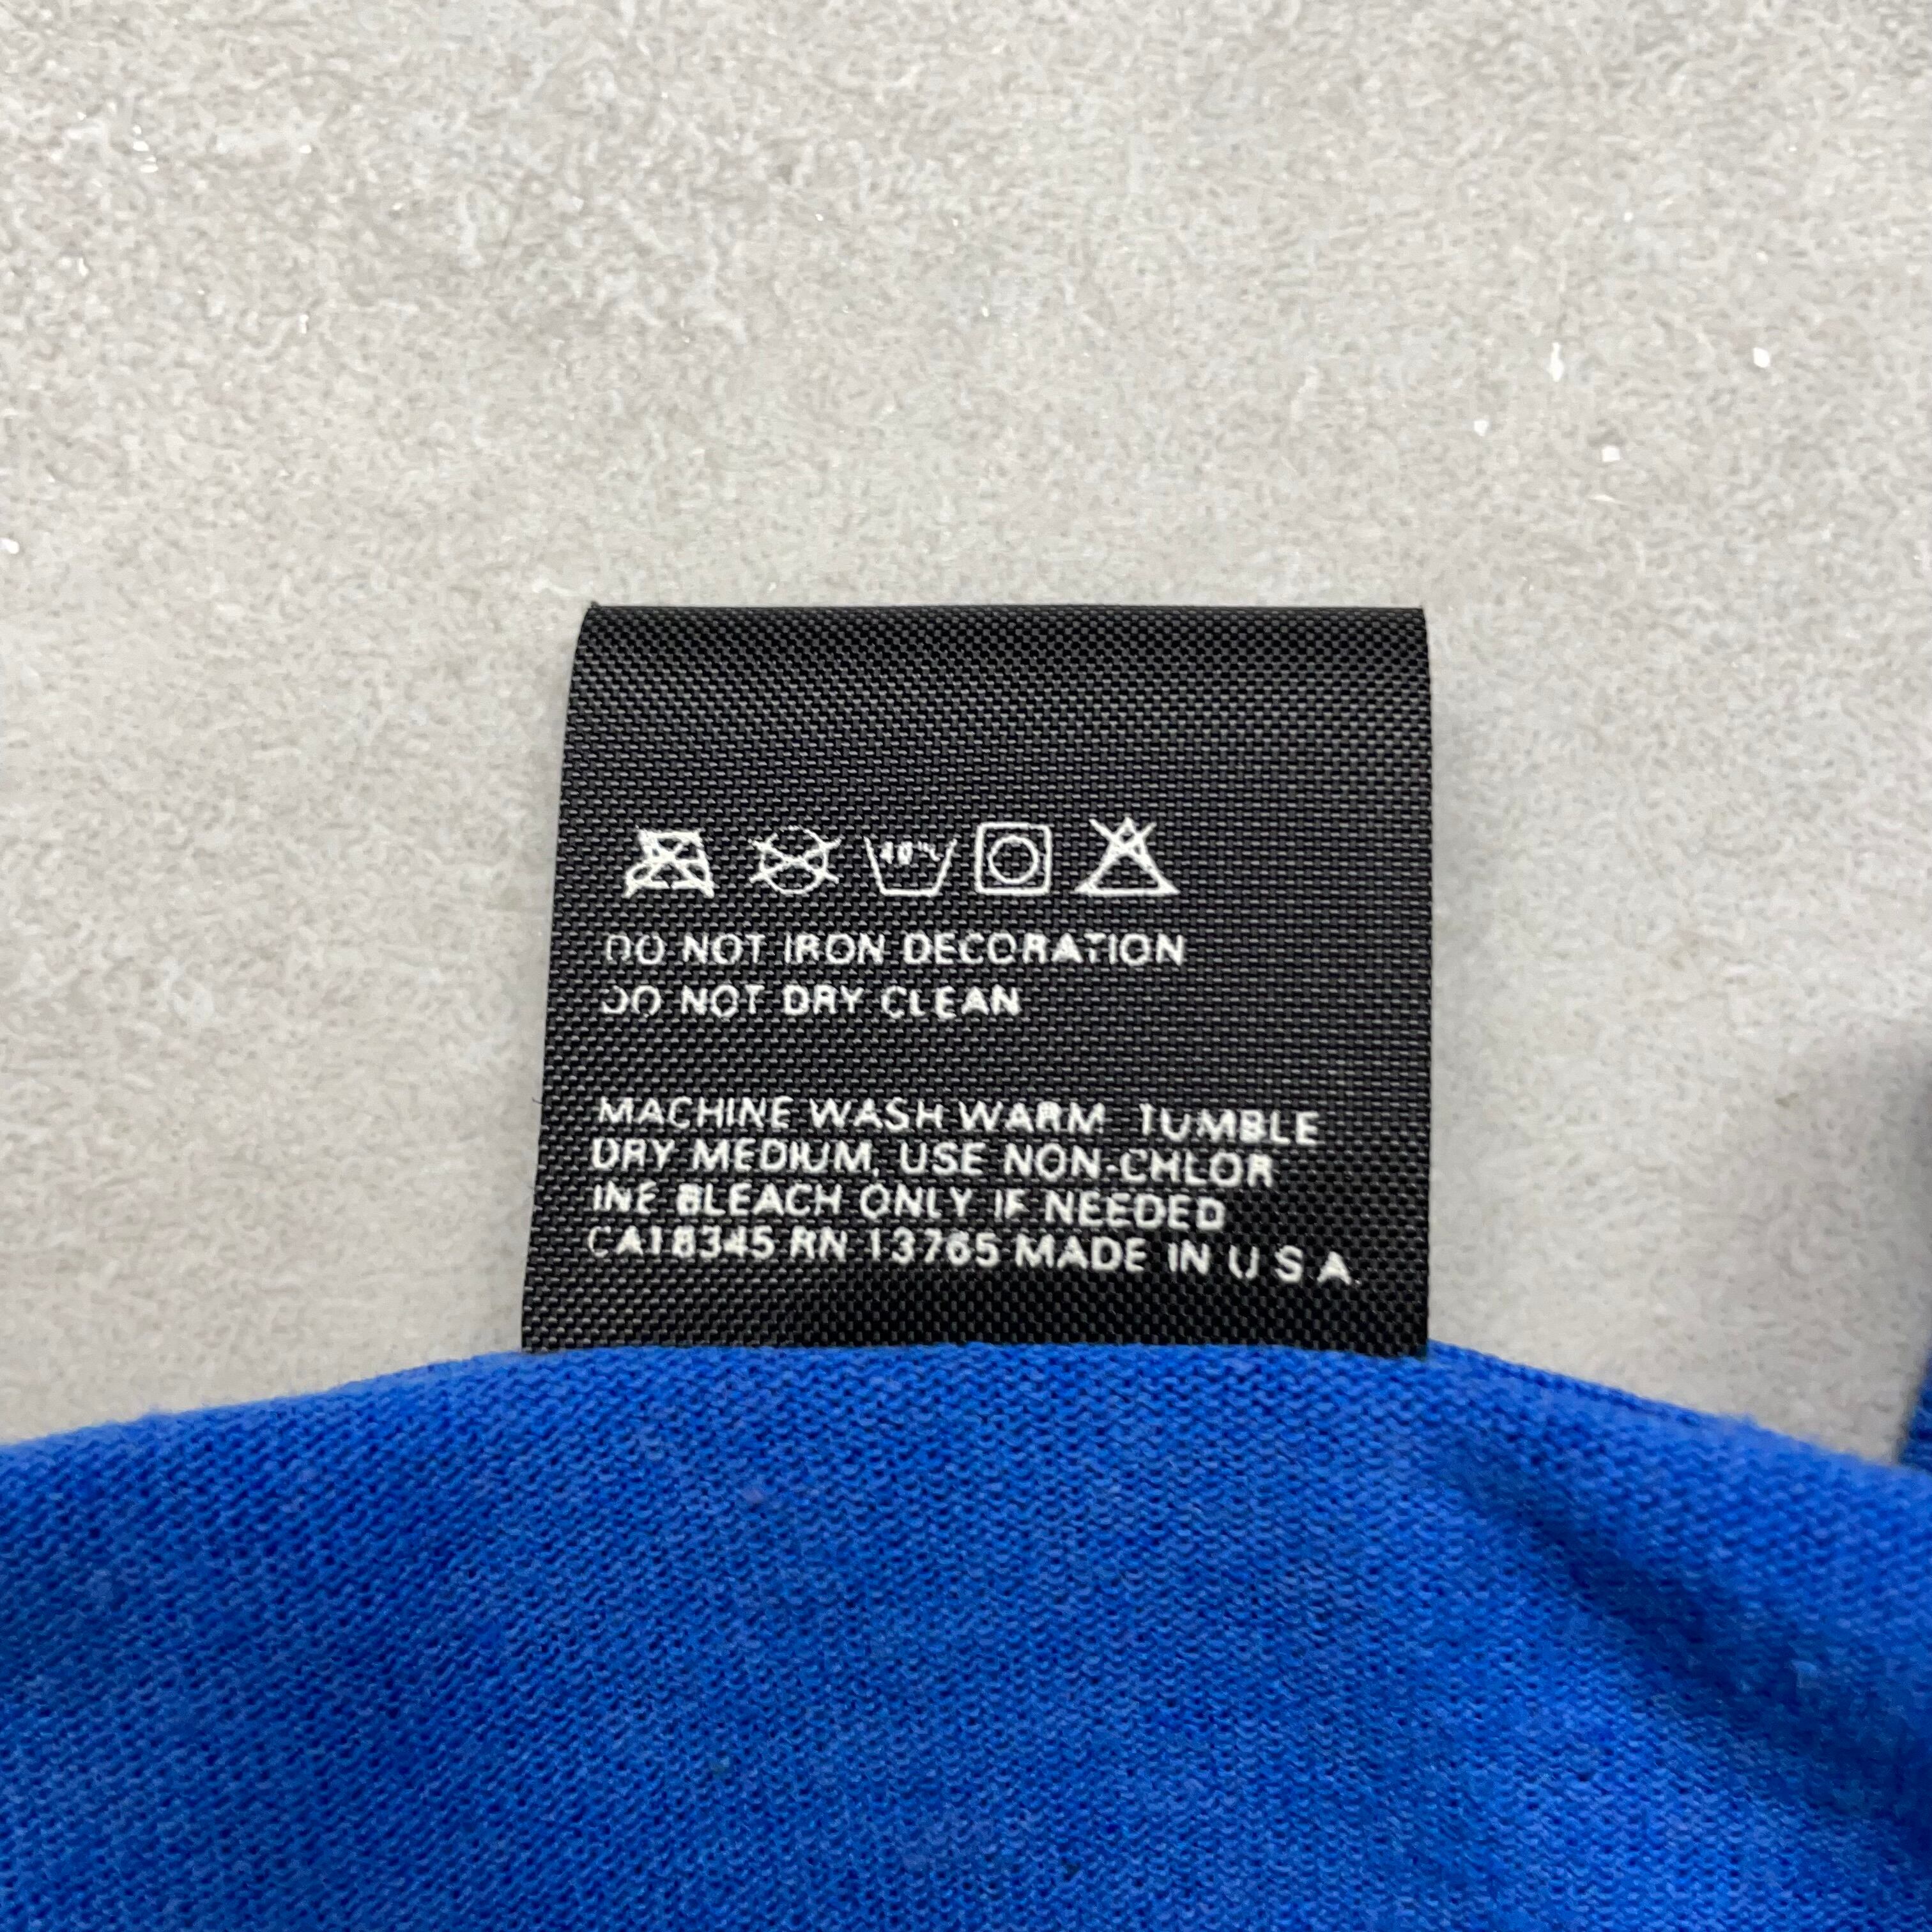 40°C
DO NOT IRON DECORATION
DO NOT DRY CLEAN
MACHINE WASH WARM TUMBLE
DRY MEDIUM, USE NON-CHLOR
INE BLEACH ONLY IF NEEDED
CA18345 RN 13765 MADE IN U S A.